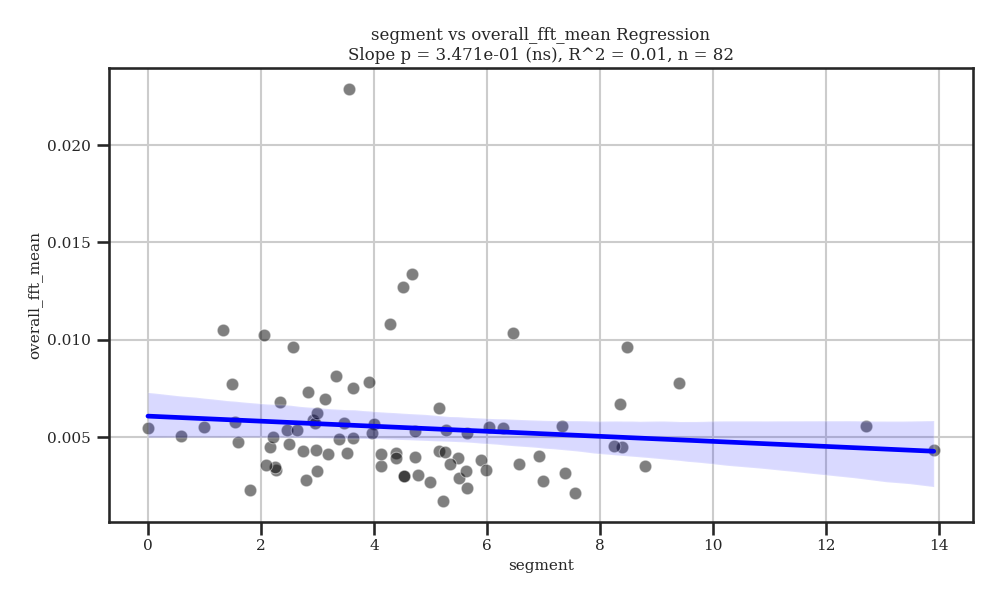 segment vs overall_fft_mean Regression
Slope p = 3.471e-01 (ns), R^2 = 0.01, n = 82
overall_fft_mean
0.020
0.015
0.010
0.005
0 2 4 6 8 10 12 14
segment